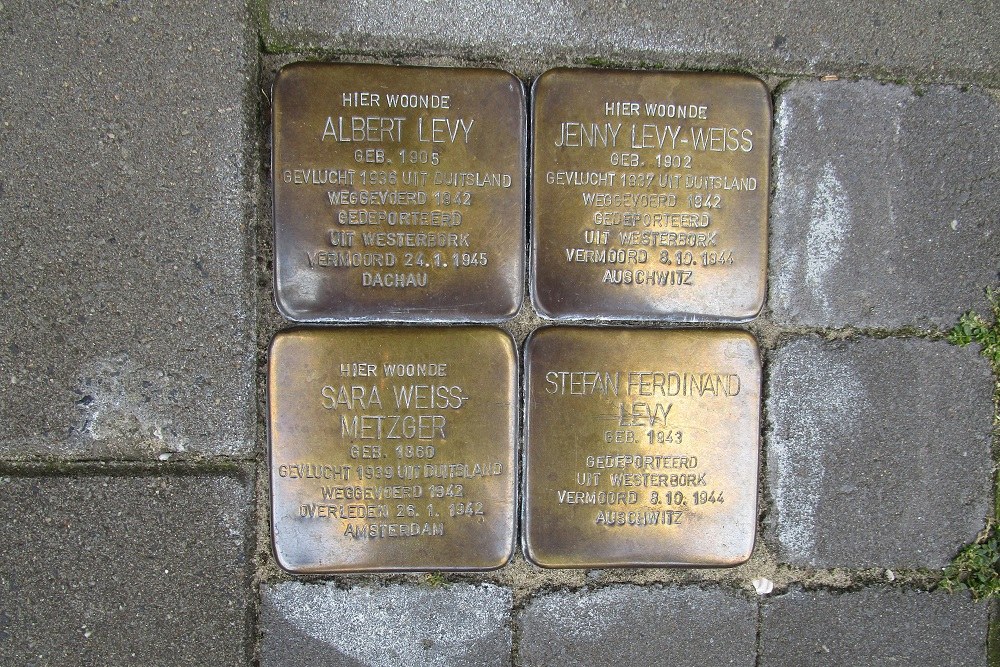 HIER WOONDE
ALBERT LEVY
GEB. 1905
GEVLUCHT 1936 UIT DUITSLAND
WEGGEVOERD 1942
GEDEPORTEERD
UIT WESTERBORK
VERMOORD 24.1.1945
DACHAU
HIER WOONDE
JENNY LEVY-WEISS
GEB. 1902
GEVLUCHT 1937 UIT DUITSLAND
WEGGEVOERD 1942
GEDEPORTEERD
UIT WESTERBORK
VERMOORD 8.10.1944
AUSCHWITZ
HIER WOONDE
SARA WEISS-
METZGER
GEB. 1860
GEVLUCHT 1939 UIT DUITSLAND
WEGGEVOERD 1942
OVERLEDEN 26.1.1942
AMSTERDAM
STEFAN FERDINAND
LEVY
GEB. 1943
GEDEPORTEERD
UIT WESTERBORK
VERMOORD 8.10.1944
AUSCHWITZ